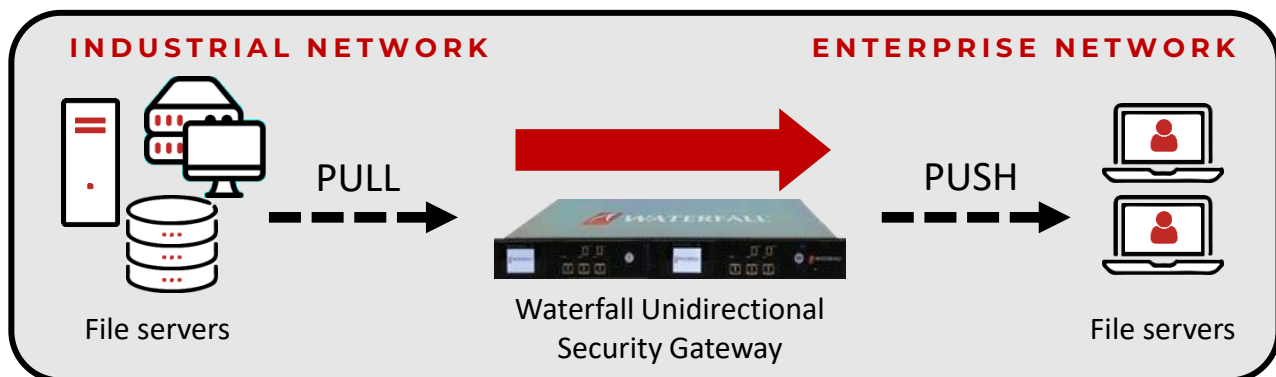 INDUSTRIAL NETWORK
ENTERPRISE NETWORK
PULL
PUSH
WATERFALL
Waterfall Unidirectional
Security Gateway
File servers
File servers